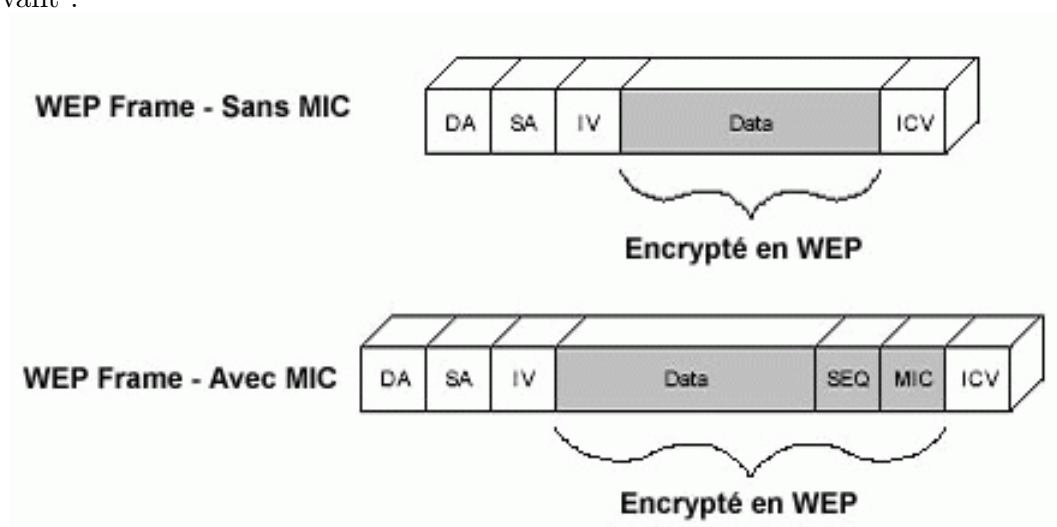 WEP Frame - Sans MIC
DA SA IV Data ICV
Encrypté en WEP
WEP Frame - Avec MIC
DA SA IV Data SEQ MIC ICV
Encrypté en WEP